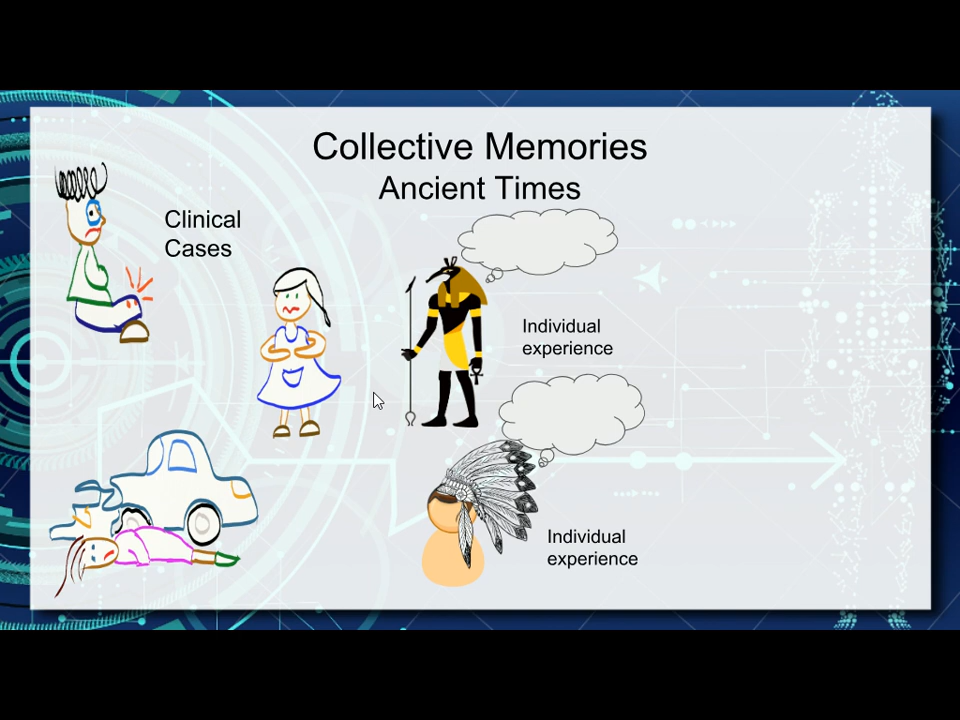 Collective Memories
Ancient Times
Clinical
Cases
Individual
experience
Individual
experience